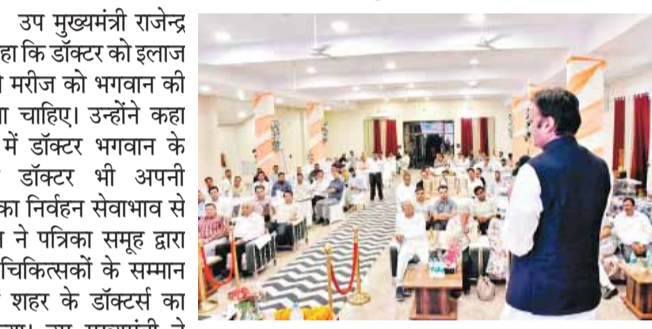 उप मुख्यमंत्री राजेन्द्र
कहा कि डॉक्टर को इलाज
मरीज को भगवान की
चाहिए। उन्होंने कहा
में डॉक्टर भगवान के
डॉक्टर भी अपनी
का निर्वहन सेवाभाव से
ने पत्रिका समूह द्वारा
चिकित्सकों के सम्मान
शहर के डॉक्टर्स का